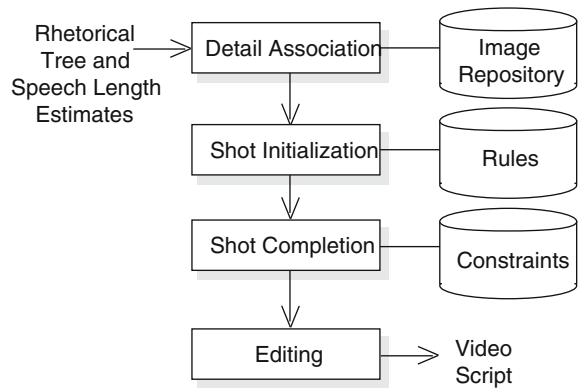 Rhetorical
Tree and
Speech Length
Estimates
Detail Association
Image
Repository
Shot Initialization
Rules
Shot Completion
Constraints
Editing
Video
Script